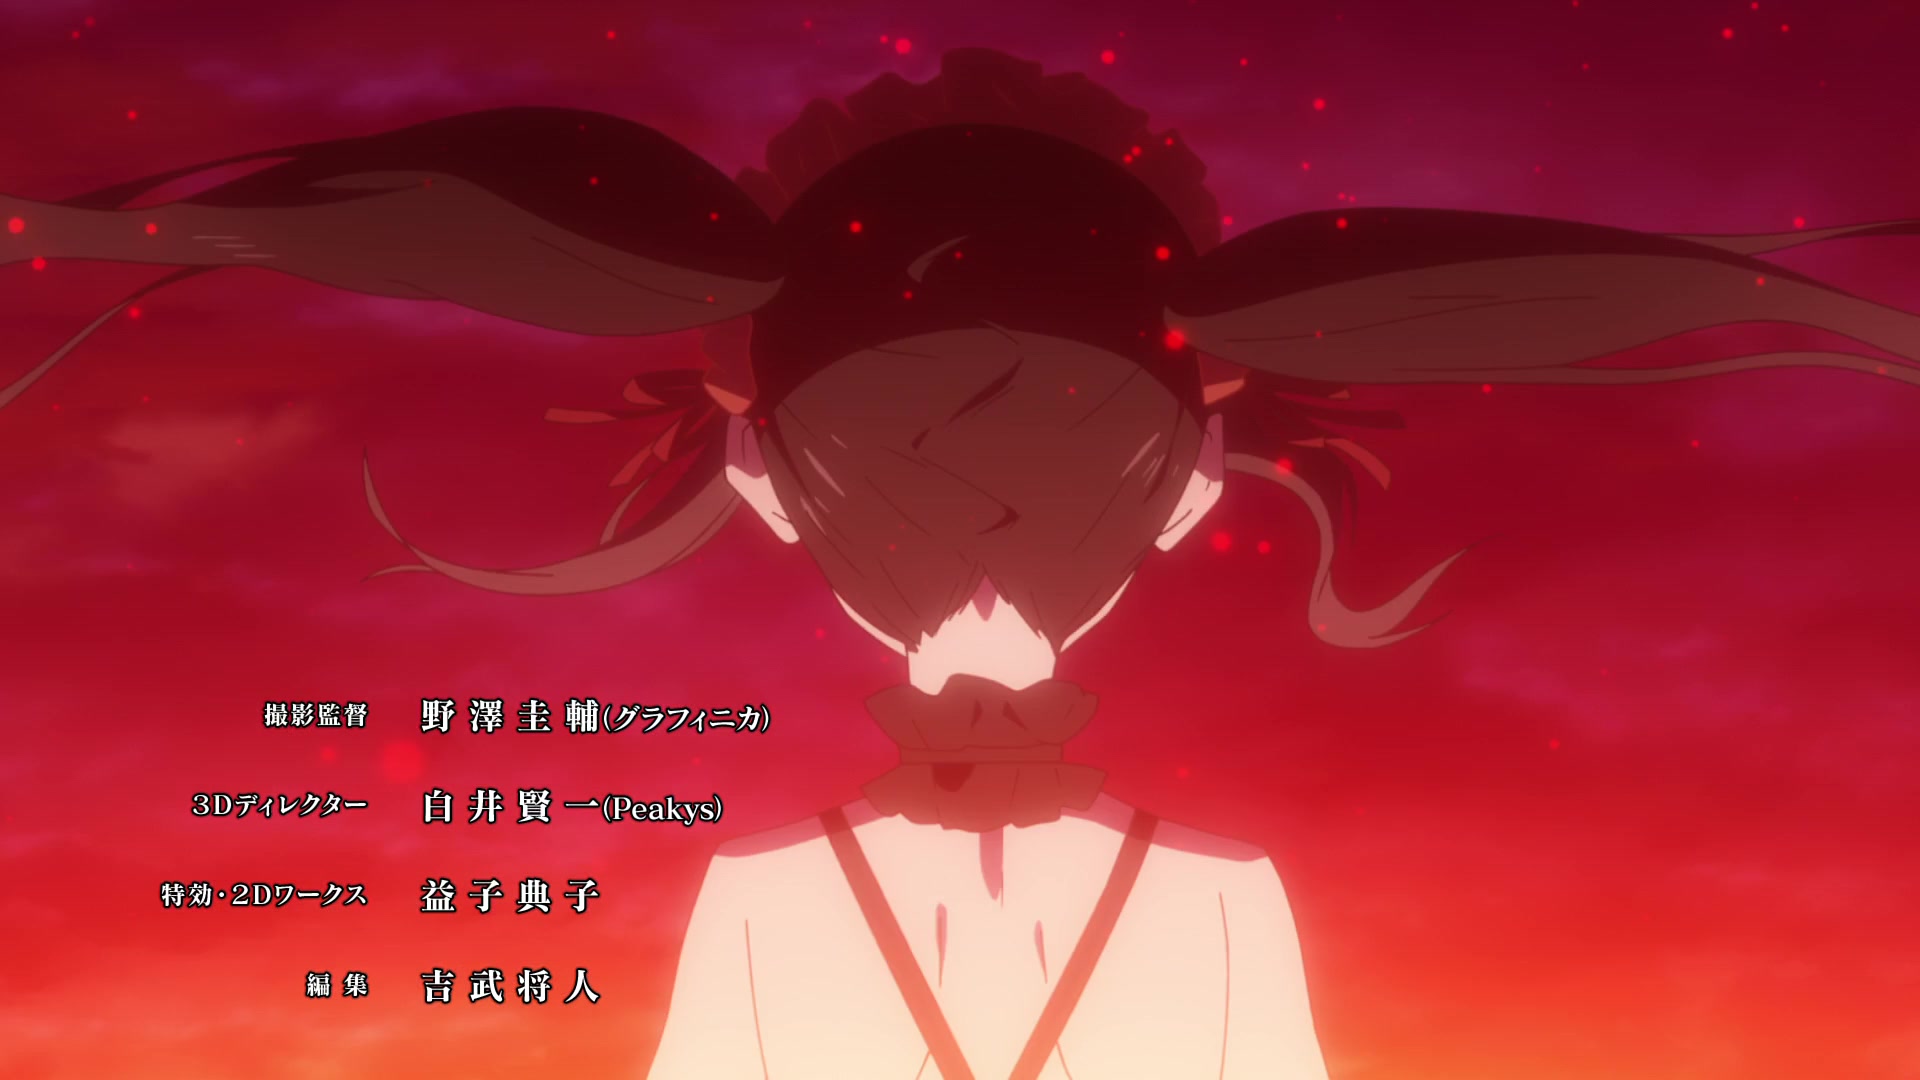 撮影監督 野澤圭輔(グラフィニカ)
3Dディレクター 白井賢一(Peakys)
特効・2Dワークス 益子典子
編集 吉武将人